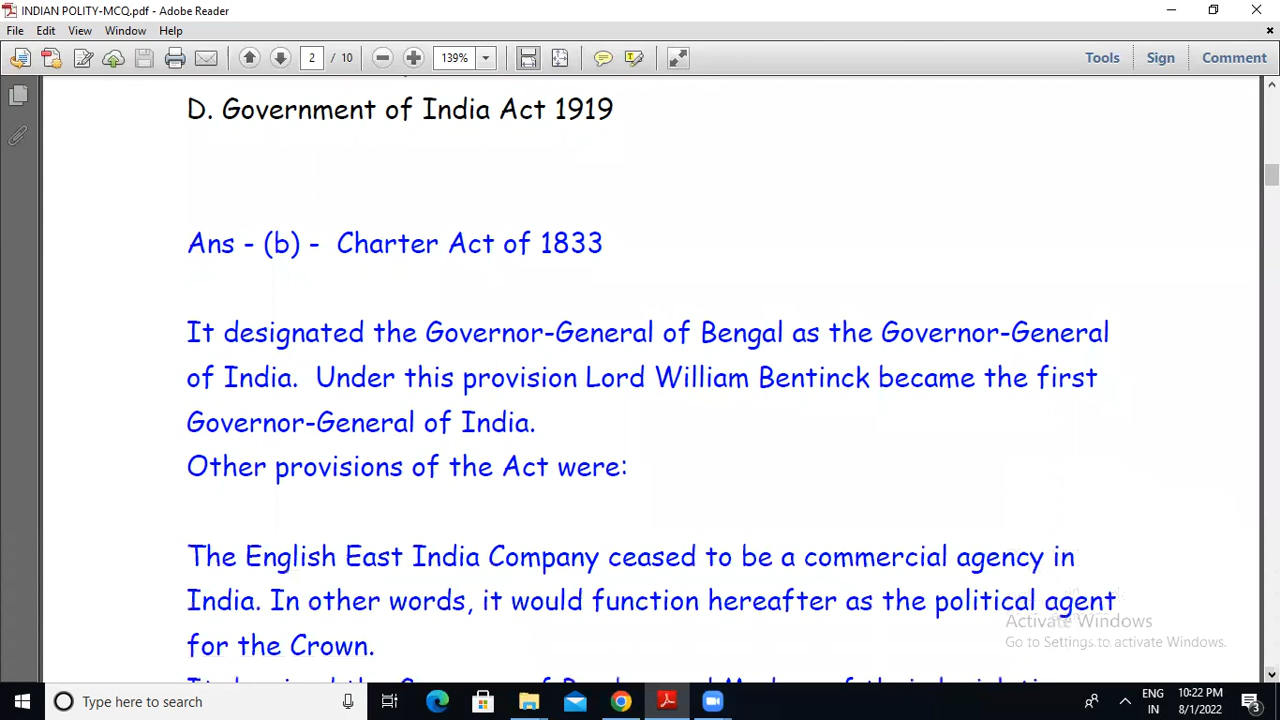 INDIAN POLITY-MCQ.pdf - Adobe Reader
File Edit View Window Help
2 / 10 139% Tools Sign Comment
D. Government of India Act 1919
Ans - (b) - Charter Act of 1833
It designated the Governor-General of Bengal as the Governor-General
of India. Under this provision Lord William Bentinck became the first
Governor-General of India.
Other provisions of the Act were:
The English East India Company ceased to be a commercial agency in
India. In other words, it would function hereafter as the political agent
for the Crown.
Activate Windows
Go to Settings to activate Windows.
Type here to search
ENG
IN
10:22 PM
8/1/2022
3